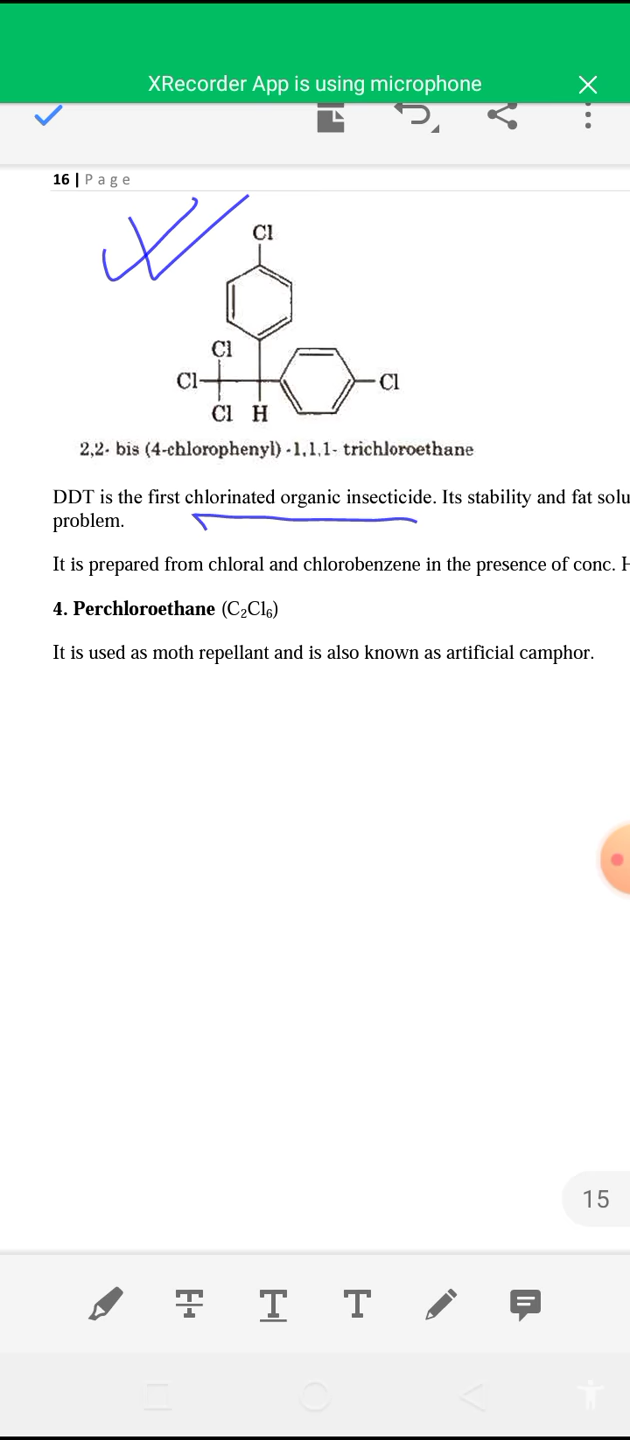 XRecorder App is using microphone
16 | Page
Cl
Cl
Cl
Cl
Cl H
2,2- bis (4-chlorophenyl) -1,1,1- trichloroethane
DDT is the first chlorinated organic insecticide. Its stability and fat solu
problem.
It is prepared from chloral and chlorobenzene in the presence of conc. H
4. Perchloroethane (C₂Cl₆)
It is used as moth repellant and is also known as artificial camphor.
15